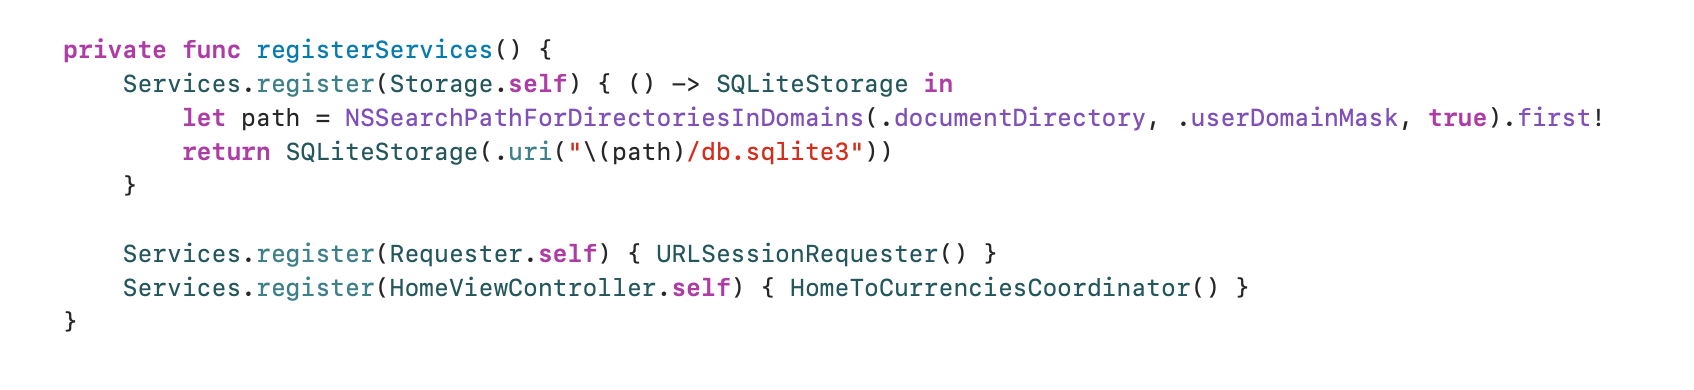 private func registerServices() {
    Services.register(Storage.self) { () -> SQLiteStorage in
        let path = NSSearchPathForDirectoriesInDomains(.documentDirectory, .userDomainMask, true).first!
        return SQLiteStorage(.uri("\(path)/db.sqlite3"))
    }

    Services.register(Requester.self) { URLSessionRequester() }
    Services.register(HomeViewController.self) { HomeToCurrenciesCoordinator() }
}